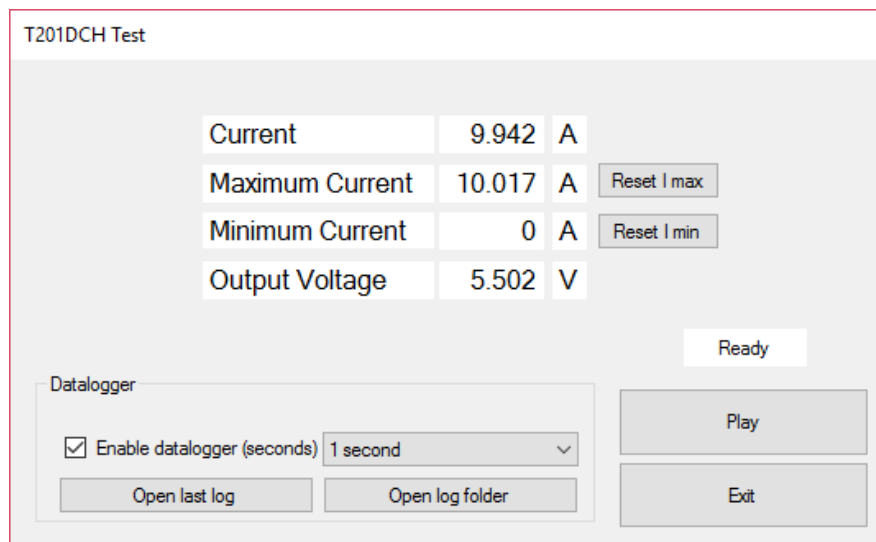 T201DCH Test
Current 9.942 A
Maximum Current 10.017 A Reset I max
Minimum Current 0 A Reset I min
Output Voltage 5.502 V
Ready
Datalogger
Enable datalogger (seconds) 1 second
Open last log Open log folder
Play
Exit